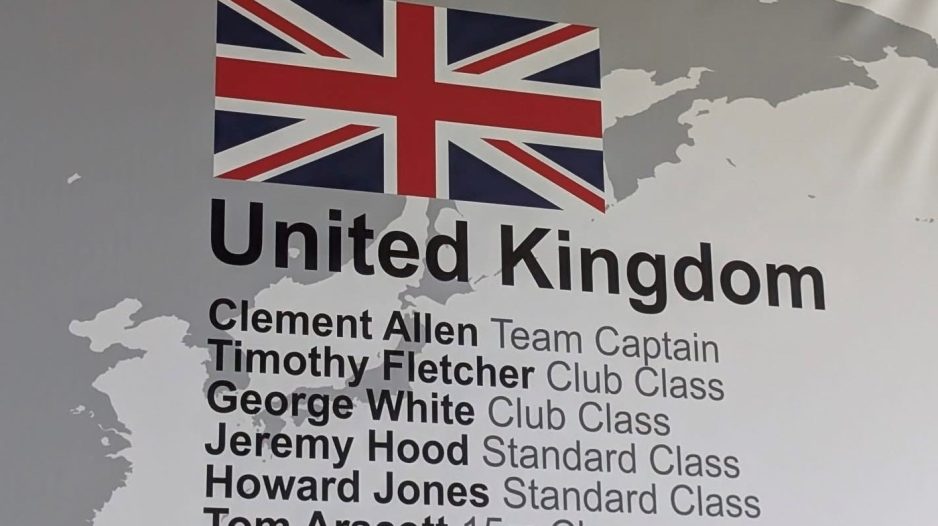 United Kingdom
Clement Allen Team Captain
Timothy Fletcher Club Class
George White Club Class
Jeremy Hood Standard Class
Howard Jones Standard Class
Tom